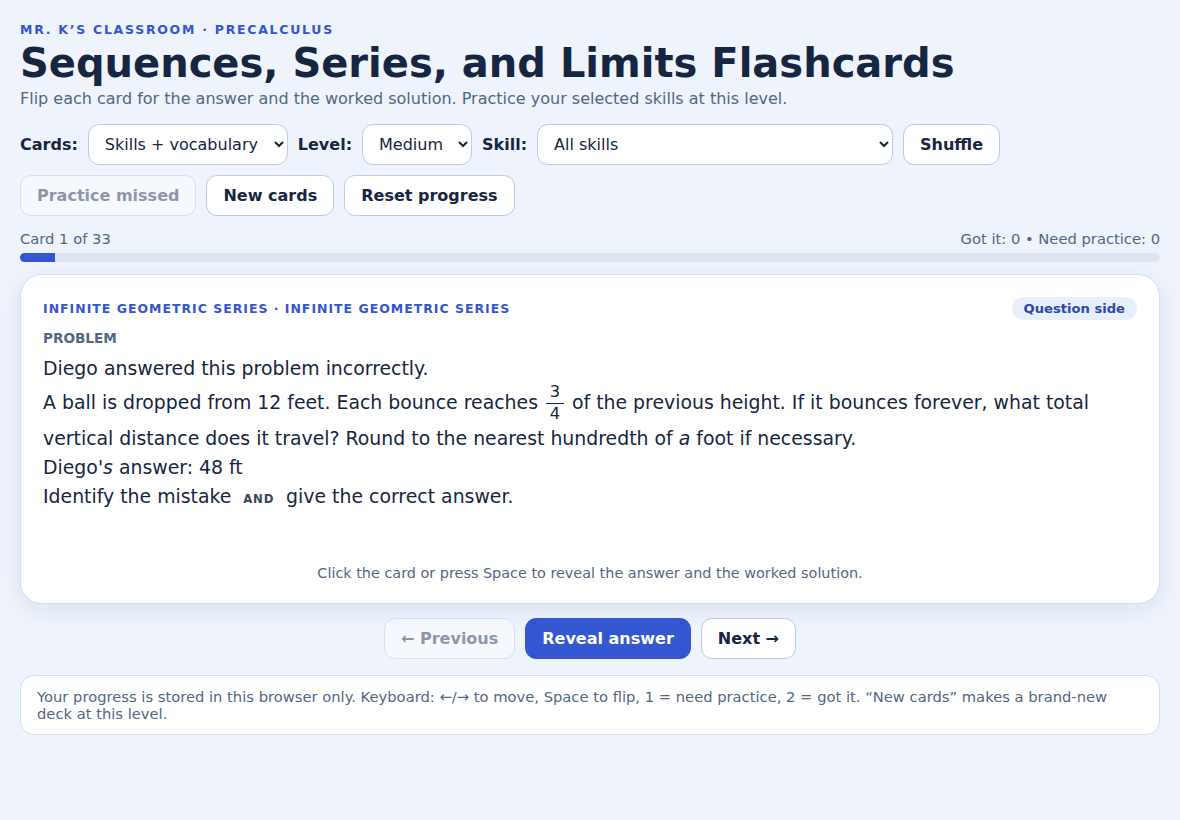 MR. K'S CLASSROOM · PRECALCULUS
Sequences, Series, and Limits Flashcards
Flip each card for the answer and the worked solution. Practice your selected skills at this level.
Cards: Skills + vocabulary Level: Medium Skill: All skills Shuffle
Practice missed New cards Reset progress
Card 1 of 33 Got it: 0 • Need practice: 0
INFINITE GEOMETRIC SERIES · INFINITE GEOMETRIC SERIES Question side
PROBLEM
Diego answered this problem incorrectly.
A ball is dropped from 12 feet. Each bounce reaches 3/4 of the previous height. If it bounces forever, what total
vertical distance does it travel? Round to the nearest hundredth of a foot if necessary.
Diego's answer: 48 ft
Identify the mistake AND give the correct answer.
Click the card or press Space to reveal the answer and the worked solution.
← Previous Reveal answer Next →
Your progress is stored in this browser only. Keyboard: ←/→ to move, Space to flip, 1 = need practice, 2 = got it. “New cards” makes a brand-new
deck at this level.